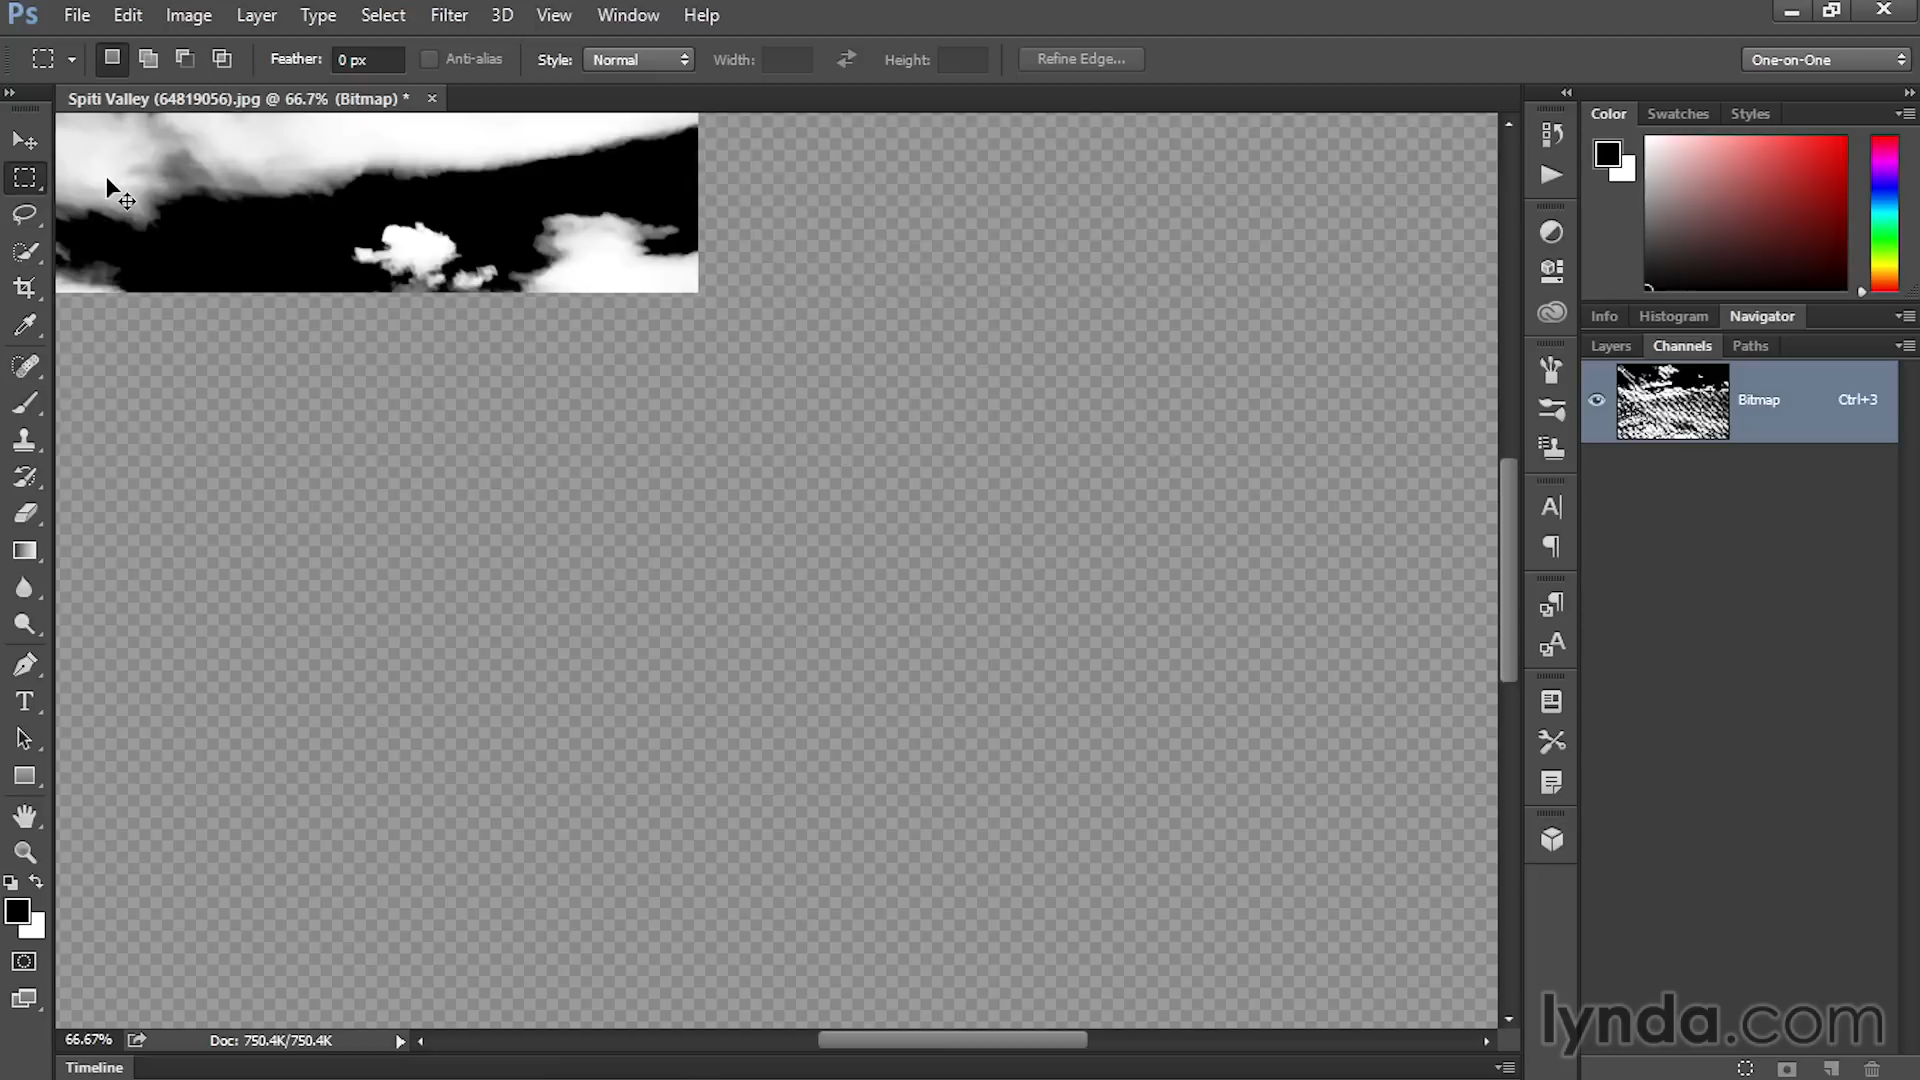 Ps File Edit Image Layer Type Select Filter 3D View Window Help
Feather: 0 px Anti-alias Style: Normal Width: Height: Refine Edge... One-on-One
Spiti Valley (64819056).jpg @ 66.7% (Bitmap) *
Color Swatches Styles
Info Histogram Navigator
Layers Channels Paths
Bitmap Ctrl+3
66.67% Doc: 750.4K/750.4K
Timeline
lynda.com